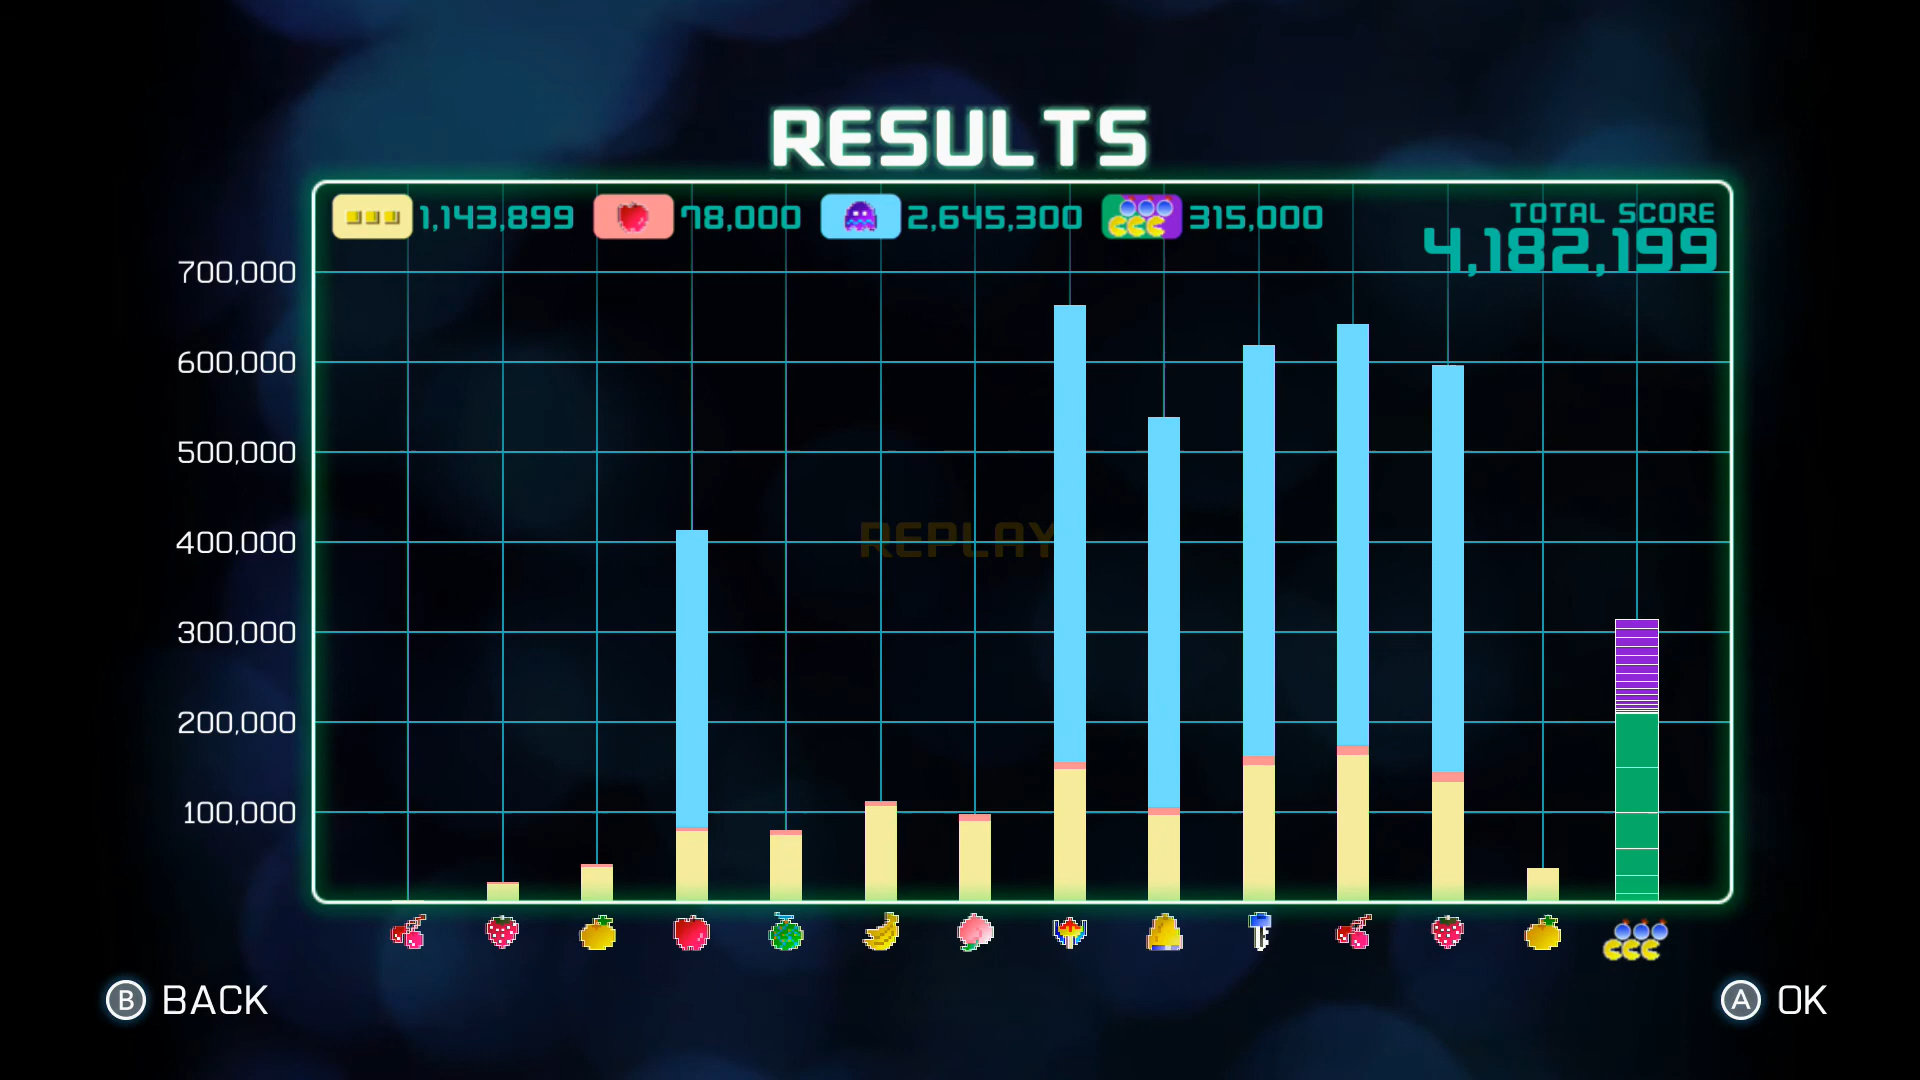 RESULTS
1,143,899 78,000 2,645,300 315,000
TOTAL SCORE
4,182,199
700,000
600,000
500,000
400,000
300,000
200,000
100,000
REPLAY
B BACK
A OK